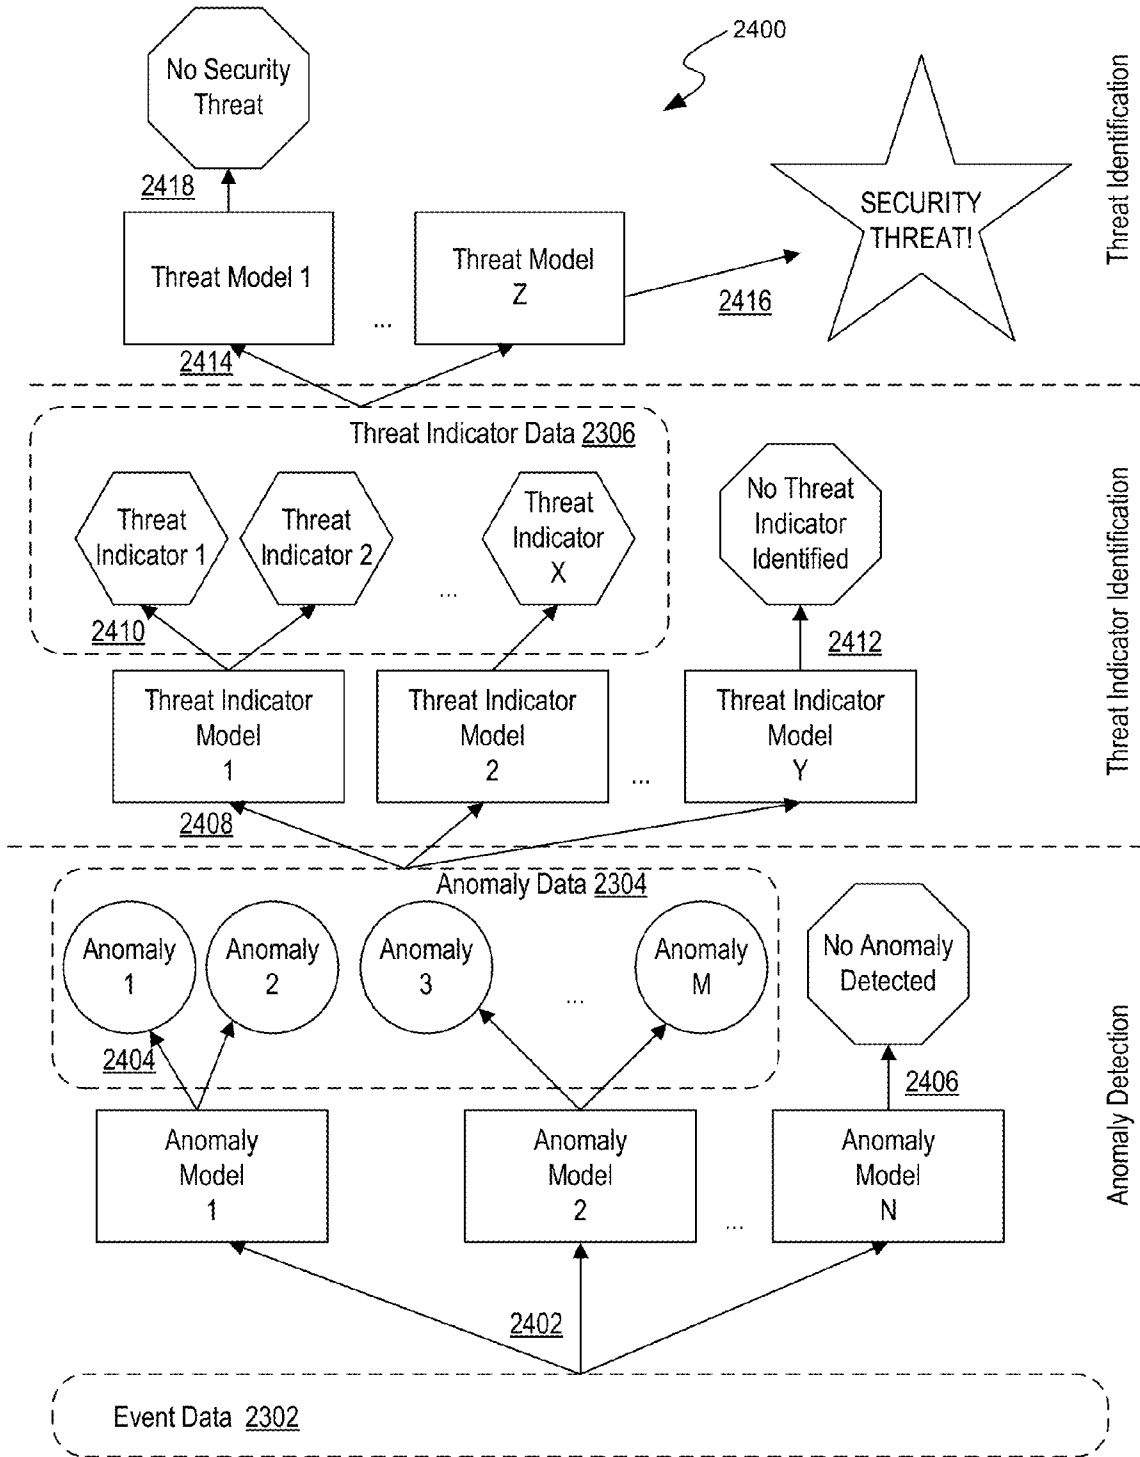 2400
No Security
Threat
2418
SECURITY
THREAT!
Threat Identification
Threat Model 1
Threat Model
Z
...
2416
2414
Threat Indicator Data 2306
Threat
Indicator 1
Threat
Indicator 2
...
Threat
Indicator
X
No Threat
Indicator
Identified
2410
2412
Threat Indicator Identification
Threat Indicator
Model
1
Threat Indicator
Model
2
...
Threat Indicator
Model
Y
2408
Anomaly Data 2304
Anomaly
1
Anomaly
2
Anomaly
3
...
Anomaly
M
No Anomaly
Detected
2404
2406
Anomaly Detection
Anomaly
Model
1
Anomaly
Model
2
...
Anomaly
Model
N
2402
Event Data 2302